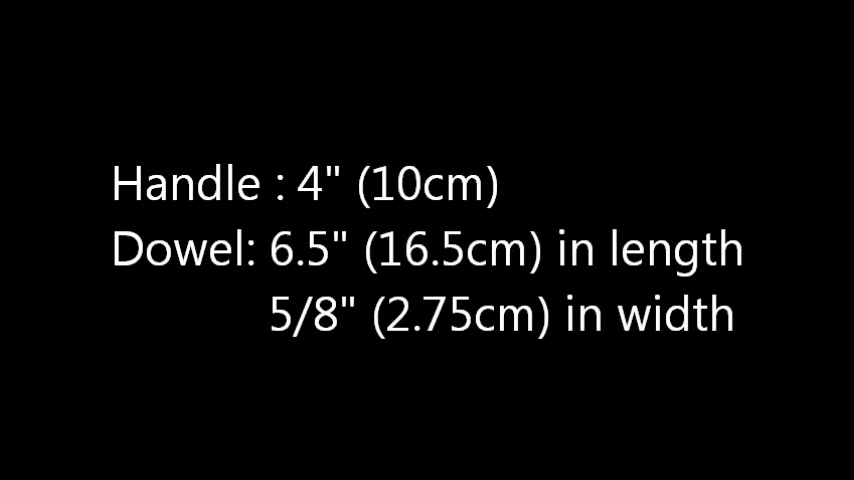 Handle : 4" (10cm)
Dowel: 6.5" (16.5cm) in length
5/8" (2.75cm) in width